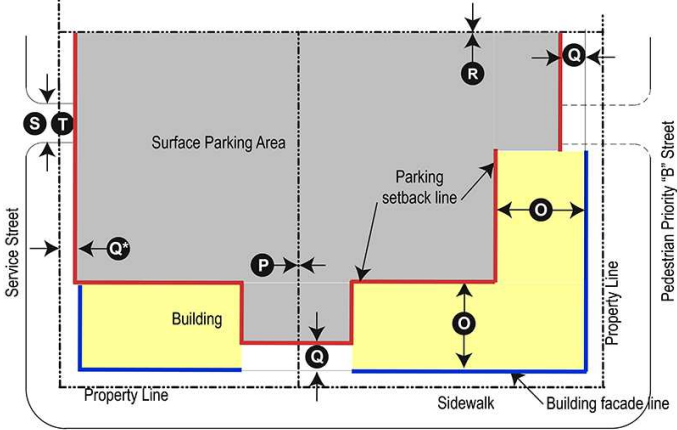 R
Q
S
T
Surface Parking Area
Parking
setback line
O
Pedestrian Priority "B" Street
Service Street
Q*
P
Property Line
Building
O
Q
Property Line
Sidewalk
Building facade line